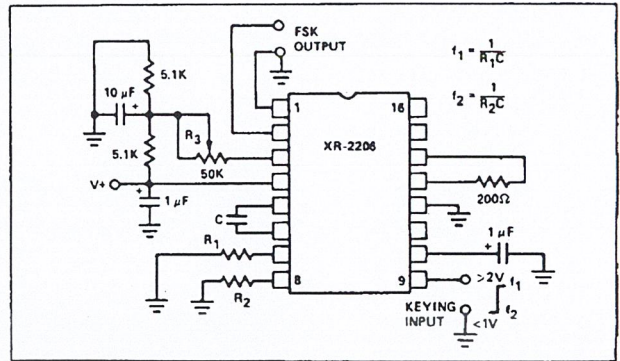 FSK
OUTPUT
f1 = 1/R1C
f2 = 1/R2C
5.1K
10 μF
+
R3
5.1K
50K
V+
+
1 μF
C
R1
R2
1
16
XR-2206
8
9
200Ω
1 μF
+
>2V
f1
KEYING
INPUT
<1V
f2